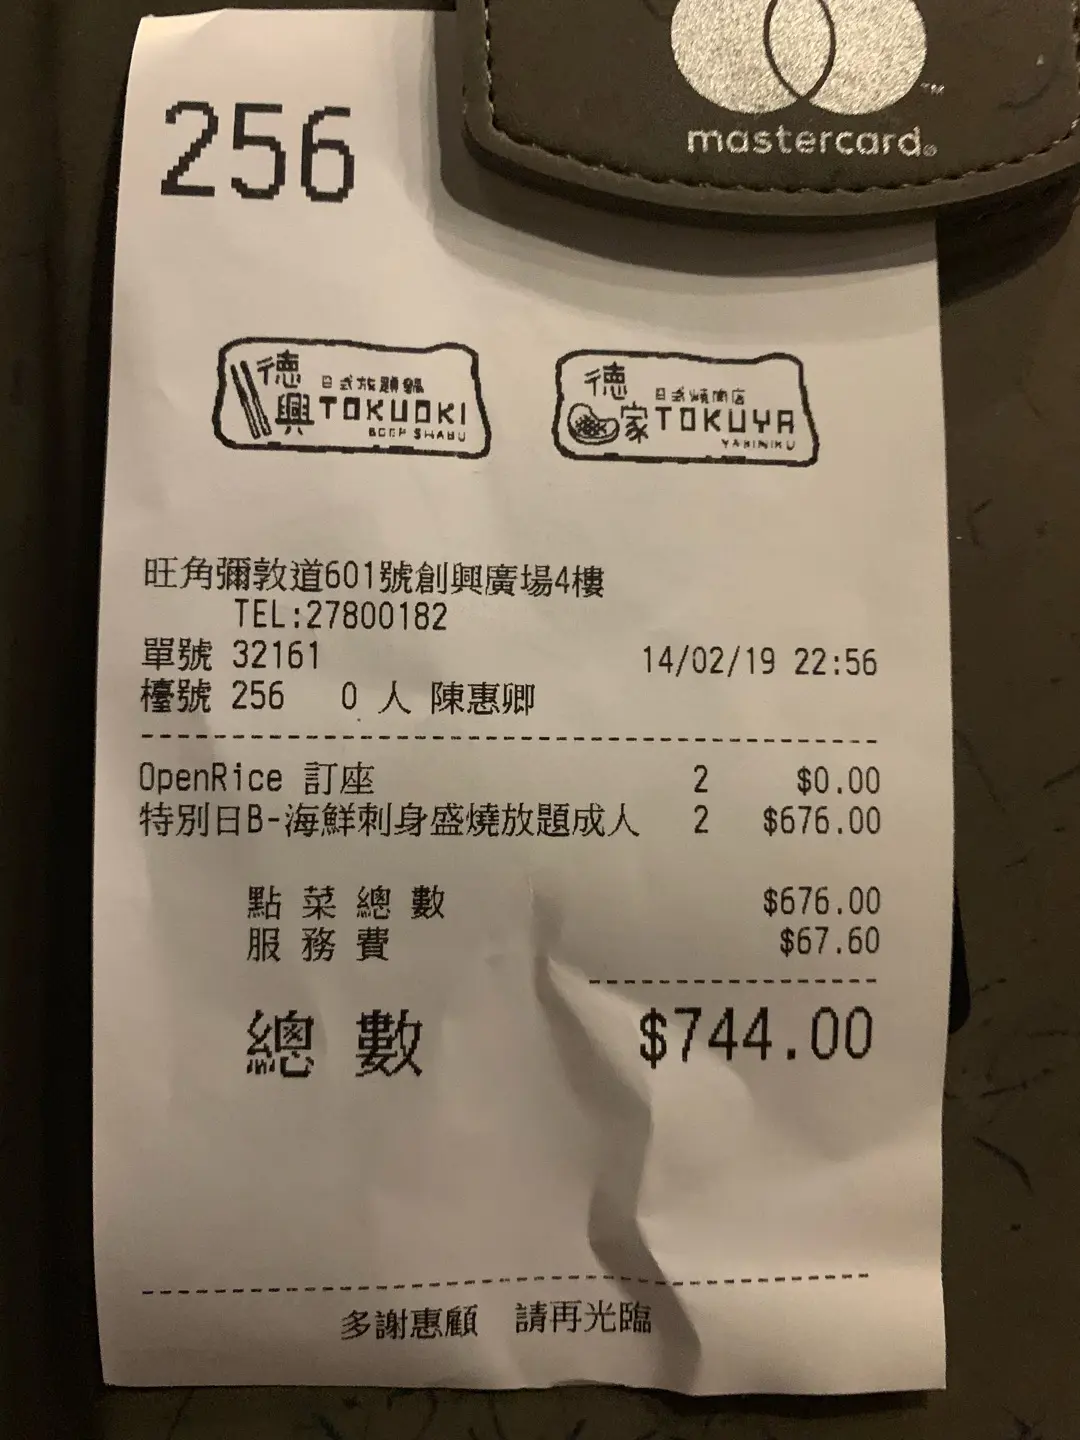 mastercard®
™
256
德興 日式放題鍋 TOKUOKI BEEF SHABU
德家 日式燒肉店 TOKUYA YAKINIKU
旺角彌敦道601號創興廣場4樓
TEL:27800182
單號 32161 14/02/19 22:56
檯號 256 0 人 陳惠卿
OpenRice 訂座 2 $0.00
特別日B-海鮮刺身盛燒放題成人 2 $676.00
點菜總數 $676.00
服務費 $67.60
總數 $744.00
多謝惠顧 請再光臨